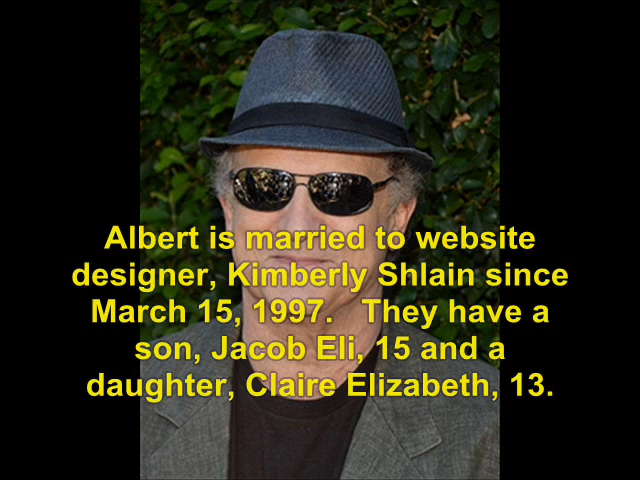 Albert is married to website
designer, Kimberly Shlain since
March 15, 1997.   They have a
son, Jacob Eli, 15 and a
daughter, Claire Elizabeth, 13.